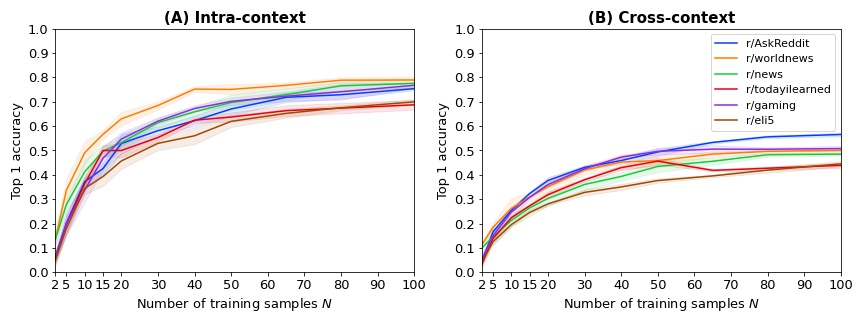 (A) Intra-context
Top 1 accuracy
1.0
0.9
0.8
0.7
0.6
0.5
0.4
0.3
0.2
0.1
0.0
2 5 10 15 20 30 40 50 60 70 80 90 100
Number of training samples N
(B) Cross-context
Top 1 accuracy
1.0
0.9
0.8
0.7
0.6
0.5
0.4
0.3
0.2
0.1
0.0
r/AskReddit
r/worldnews
r/news
r/todayilearned
r/gaming
r/eli5
2 5 10 15 20 30 40 50 60 70 80 90 100
Number of training samples N